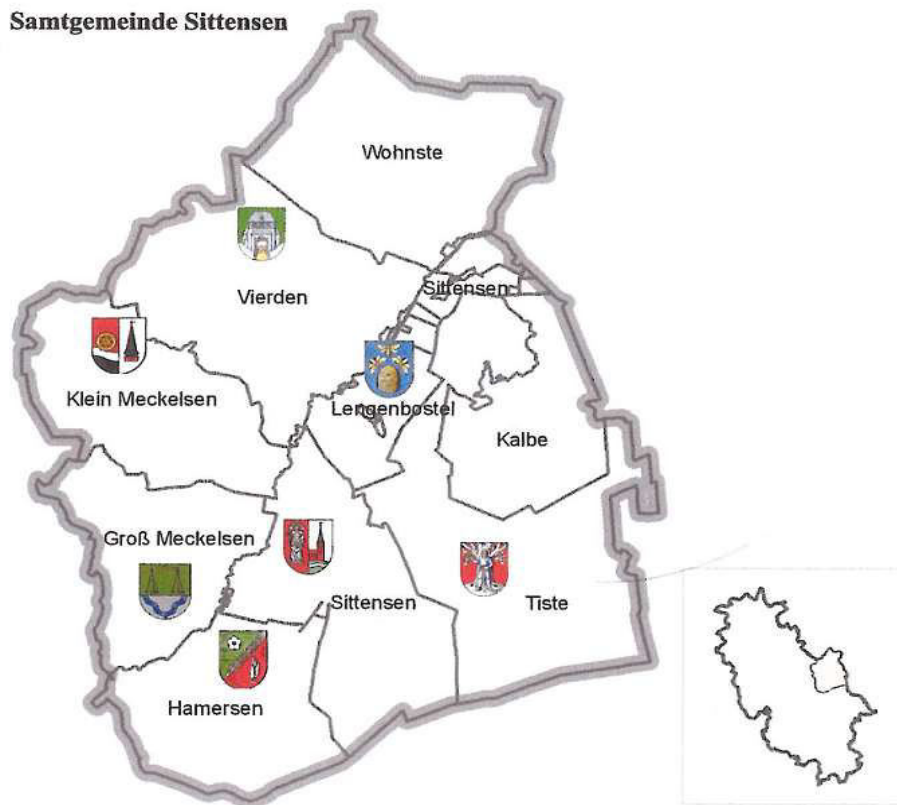 Samtgemeinde Sittensen
Wohnste
Vierden
Sittensen
Klein Meckelsen
Lengenbostel
Kalbe
Groß Meckelsen
Sittensen
Tiste
Hamersen